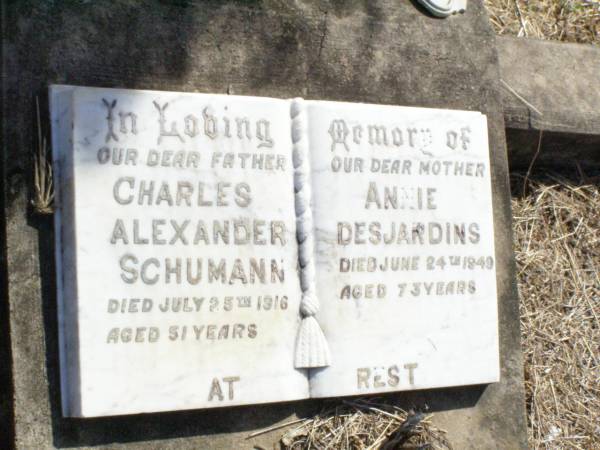 In Loving Memory of
OUR DEAR FATHER
CHARLES
ALEXANDER
SCHUMANN
DIED JULY 25TH 1916
AGED 51 YEARS
OUR DEAR MOTHER
ANNIE
DESJARDINS
DIED JUNE 24TH 1949
AGED 73 YEARS
AT REST